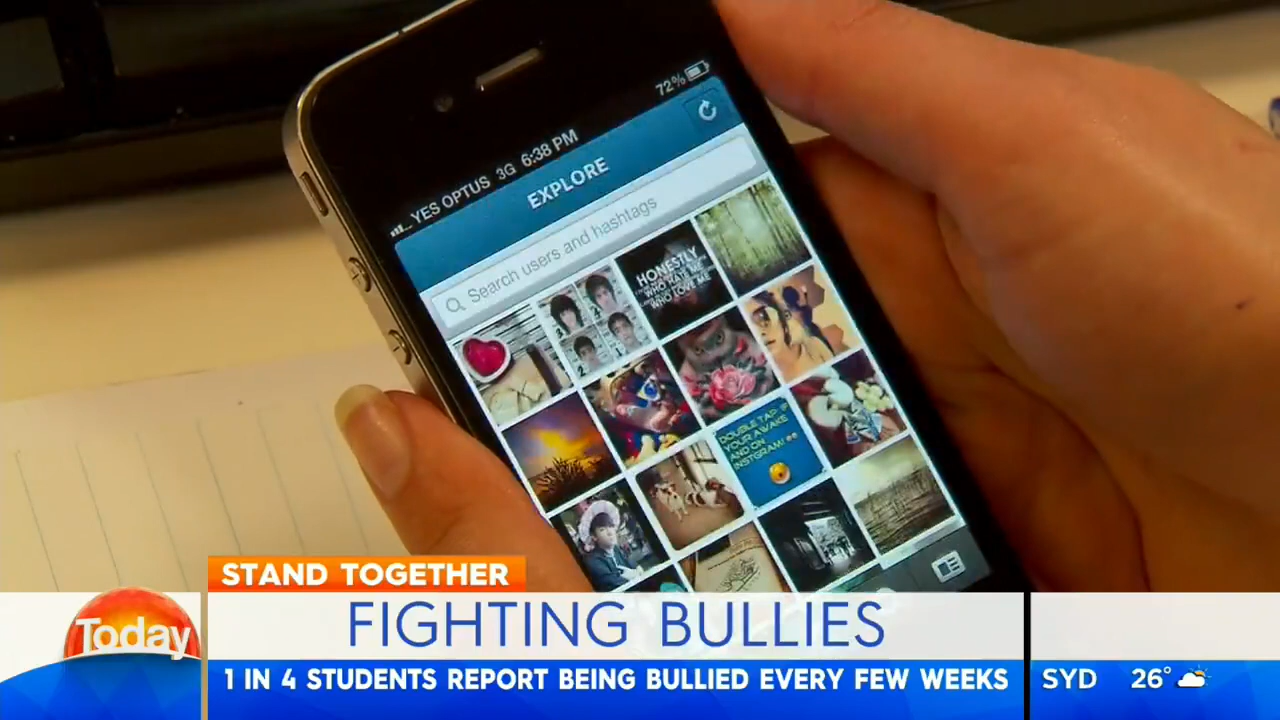 72%
YES OPTUS 3G 6:38 PM
EXPLORE
Search users and hashtags
HONESTLY
WHO HATE ME
WHO LOVE ME
DOUBLE TAP IF
YOUR AWAKE
AND ON
INSTGRAM!
STAND TOGETHER
FIGHTING BULLIES
Today
1 IN 4 STUDENTS REPORT BEING BULLIED EVERY FEW WEEKS
SYD 26°